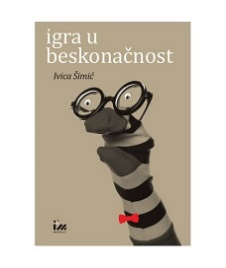 igra u
beskonačnost
Ivica Šimić